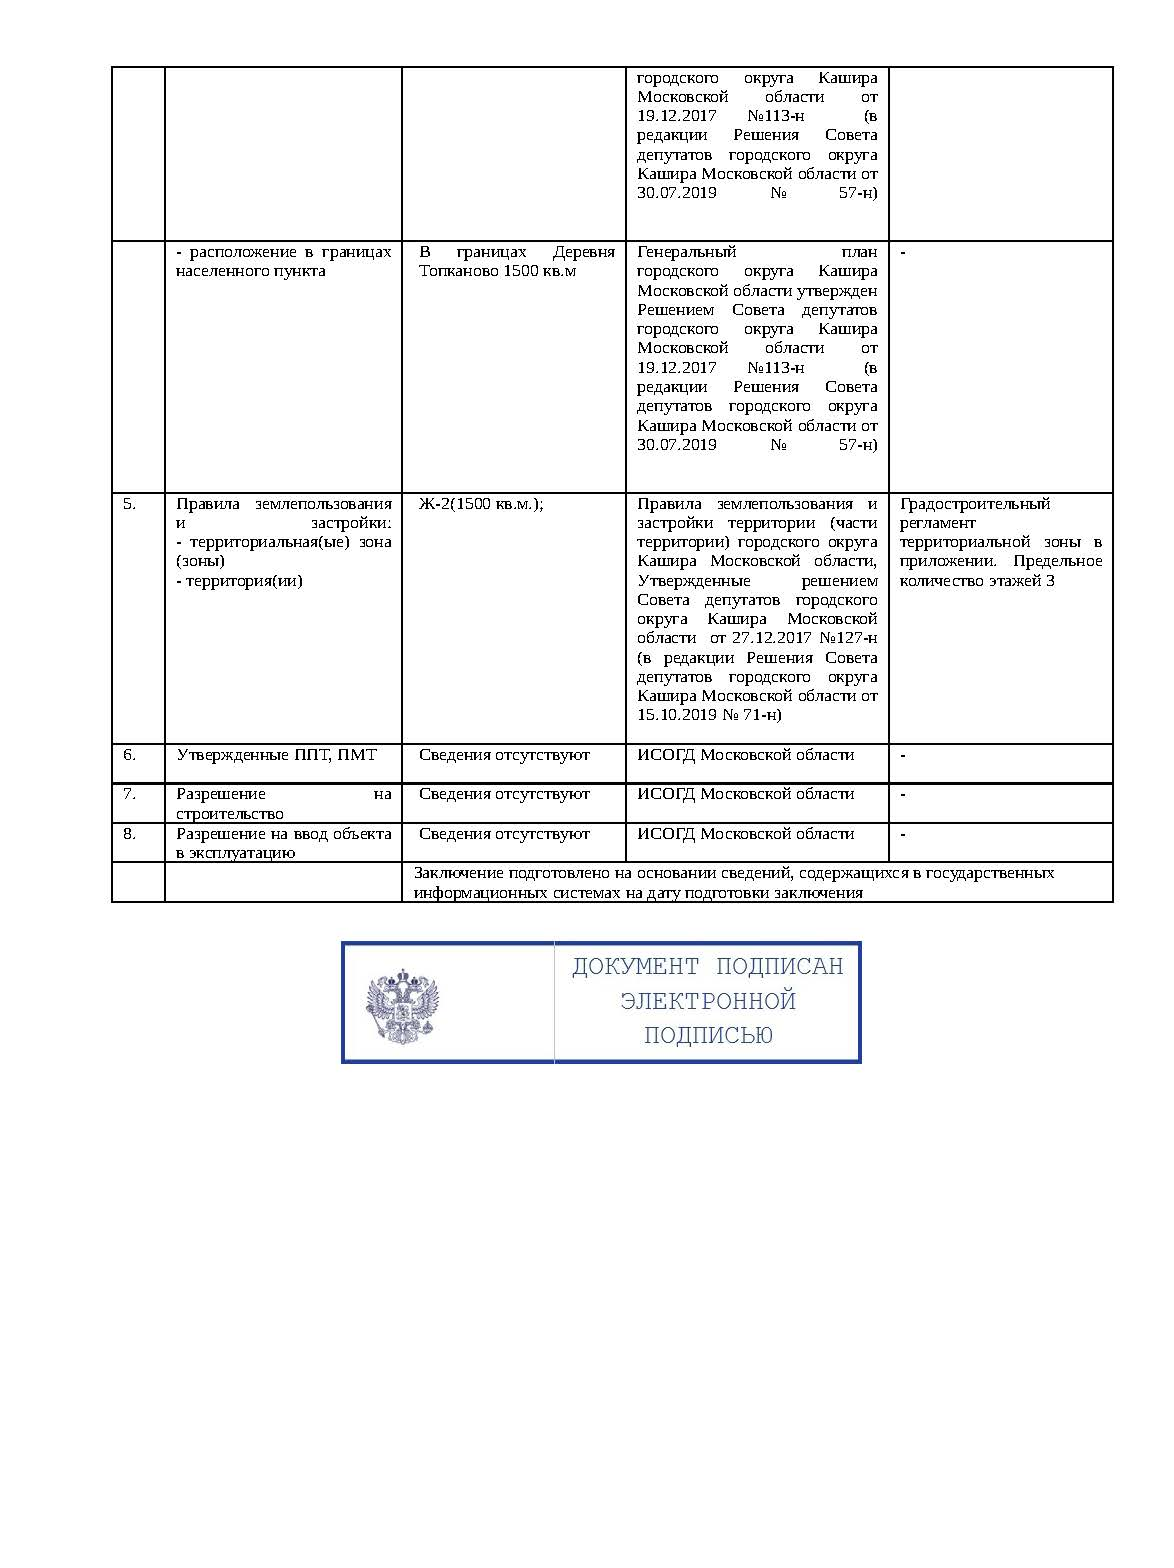 городского округа Кашира
Московской области от
19.12.2017 №113-н (в
редакции Решения Совета
депутатов городского округа
Кашира Московской области от
30.07.2019 № 57-н)
- расположение в границах
населенного пункта
В границах Деревня
Топканово 1500 кв.м
Генеральный план
городского округа Кашира
Московской области утвержден
Решением Совета депутатов
городского округа Кашира
Московской области от
19.12.2017 №113-н (в
редакции Решения Совета
депутатов городского округа
Кашира Московской области от
30.07.2019 № 57-н)
-
5.
Правила землепользования
и застройки:
- территориальная(ые) зона
(зоны)
- территория(ии)
Ж-2(1500 кв.м.);
Правила землепользования и
застройки территории (части
территории) городского округа
Кашира Московской области,
Утвержденные решением
Совета депутатов городского
округа Кашира Московской
области от 27.12.2017 №127-н
(в редакции Решения Совета
депутатов городского округа
Кашира Московской области от
15.10.2019 № 71-н)
Градостроительный
регламент
территориальной зоны в
приложении. Предельное
количество этажей 3
6.
Утвержденные ППТ, ПМТ
Сведения отсутствуют
ИСОГД Московской области
-
7.
Разрешение на
строительство
Сведения отсутствуют
ИСОГД Московской области
-
8.
Разрешение на ввод объекта
в эксплуатацию
Сведения отсутствуют
ИСОГД Московской области
-
Заключение подготовлено на основании сведений, содержащихся в государственных
информационных системах на дату подготовки заключения
ДОКУМЕНТ ПОДПИСАН
ЭЛЕКТРОННОЙ
ПОДПИСЬЮ